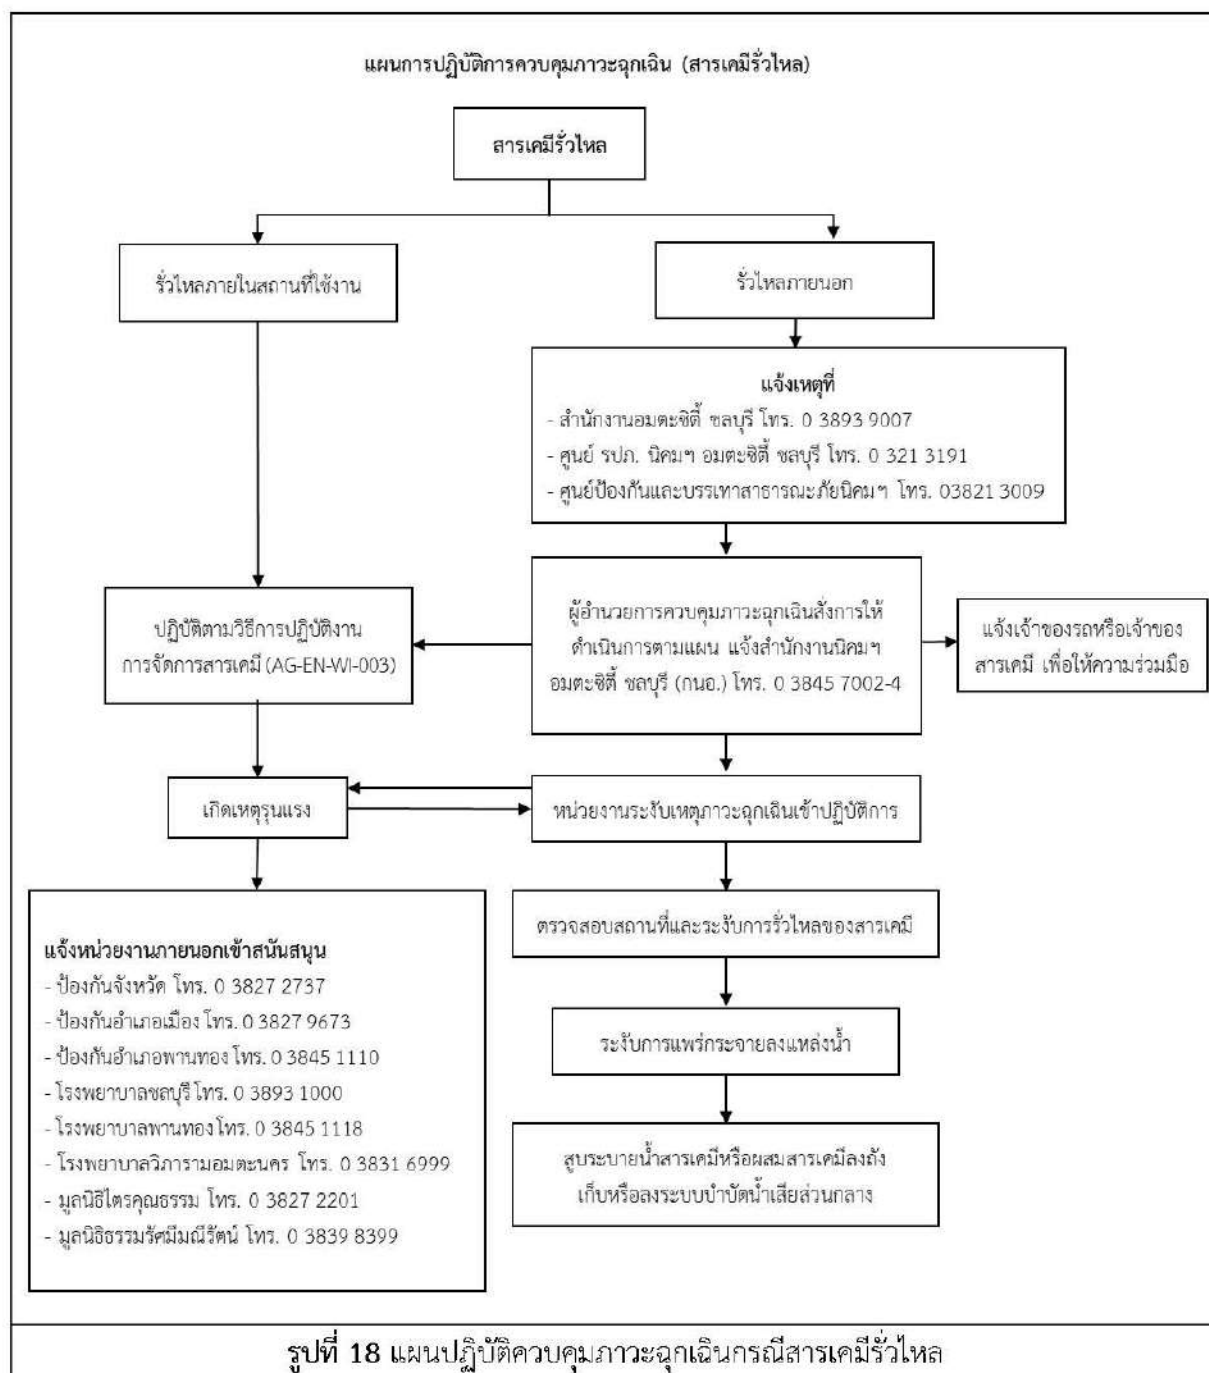 แผนการปฏิบัติการควบคุมภาวะฉุกเฉิน (สารเคมีรั่วไหล)
สารเคมีรั่วไหล
รั่วไหลภายในสถานที่ใช้งาน
รั่วไหลภายนอก
แจ้งเหตุที่
- สำนักงานอมตะซิตี้ ชลบุรี โทร. 0 3893 9007
- ศูนย์ รปภ. นิคมฯ อมตะซิตี้ ชลบุรี โทร. 0 321 3191
- ศูนย์ป้องกันและบรรเทาสาธารณะภัยนิคมฯ โทร. 03821 3009
ปฏิบัติตามวิธีการปฏิบัติงาน
การจัดการสารเคมี (AG-EN-WI-003)
ผู้อำนวยการควบคุมภาวะฉุกเฉินสั่งการให้
ดำเนินการตามแผน แจ้งสำนักงานนิคมฯ
อมตะซิตี้ ชลบุรี (กนอ.) โทร. 0 3845 7002-4
แจ้งเจ้าของรถหรือเจ้าของ
สารเคมี เพื่อให้ความร่วมมือ
เกิดเหตุรุนแรง
หน่วยงานระงับเหตุภาวะฉุกเฉินเข้าปฏิบัติการ
แจ้งหน่วยงานภายนอกเข้าสนันสนุน
- ป้องกันจังหวัด โทร. 0 3827 2737
- ป้องกันอำเภอเมือง โทร. 0 3827 9673
- ป้องกันอำเภอพานทอง โทร. 0 3845 1110
- โรงพยาบาลชลบุรี โทร. 0 3893 1000
- โรงพยาบาลพานทอง โทร. 0 3845 1118
- โรงพยาบาลวิภารามอมตะนคร โทร. 0 3831 6999
- มูลนิธิไตรคุณธรรม โทร. 0 3827 2201
- มูลนิธิธรรมรัศมีมณีรัตน์ โทร. 0 3839 8399
ตรวจสอบสถานที่และระงับการรั่วไหลของสารเคมี
ระงับการแพร่กระจายลงแหล่งน้ำ
สูบระบายน้ำสารเคมีหรือผสมสารเคมีลงถัง
เก็บหรือลงระบบบำบัดน้ำเสียส่วนกลาง
รูปที่ 18 แผนปฏิบัติควบคุมภาวะฉุกเฉินกรณีสารเคมีรั่วไหล